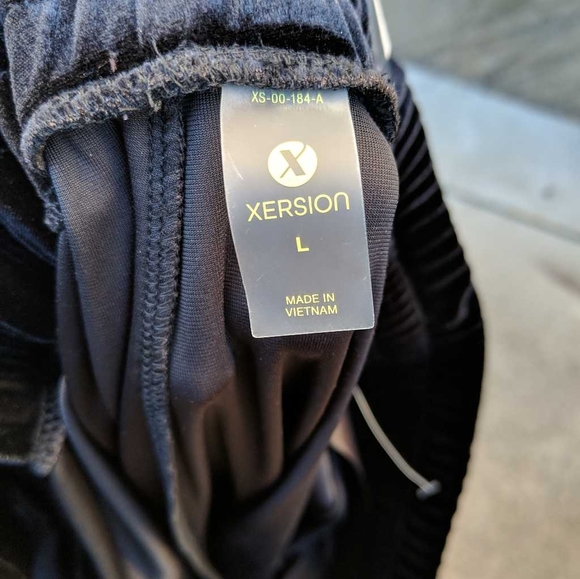 XS-00-184-A
X
XERSION
L
MADE IN
VIETNAM